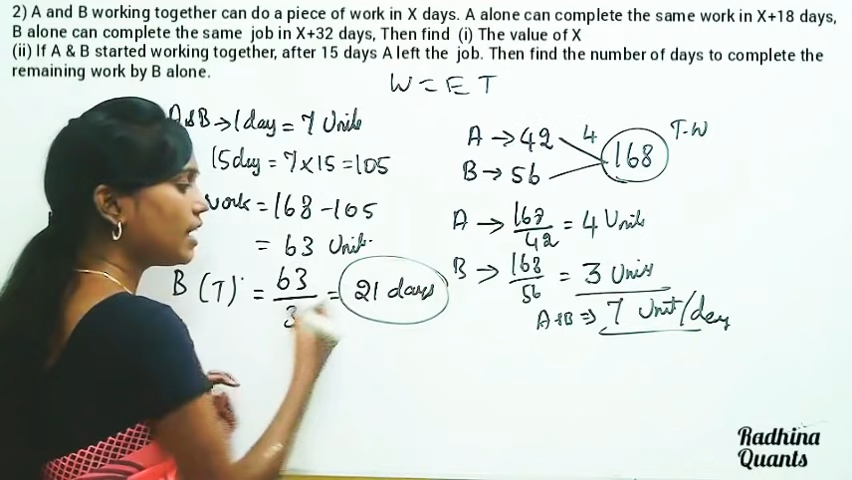 2) A and B working together can do a piece of work in X days. A alone can complete the same work in X+18 days,
B alone can complete the same job in X+32 days, Then find (i) The value of X
(ii) If A & B started working together, after 15 days A left the job. Then find the number of days to complete the
remaining work by B alone.
W = E T
A&B → 1day = 7 Units
15day = 7 × 15 = 105
work = 168 - 105
= 63 Units.
B (T) = 63/3 = 21 days
A → 42 4
B → 56
168 T.W
A → 168/42 = 4 Units
B → 168/56 = 3 Units
A+B ⇒ 7 Unit/day
Radhina
Quants